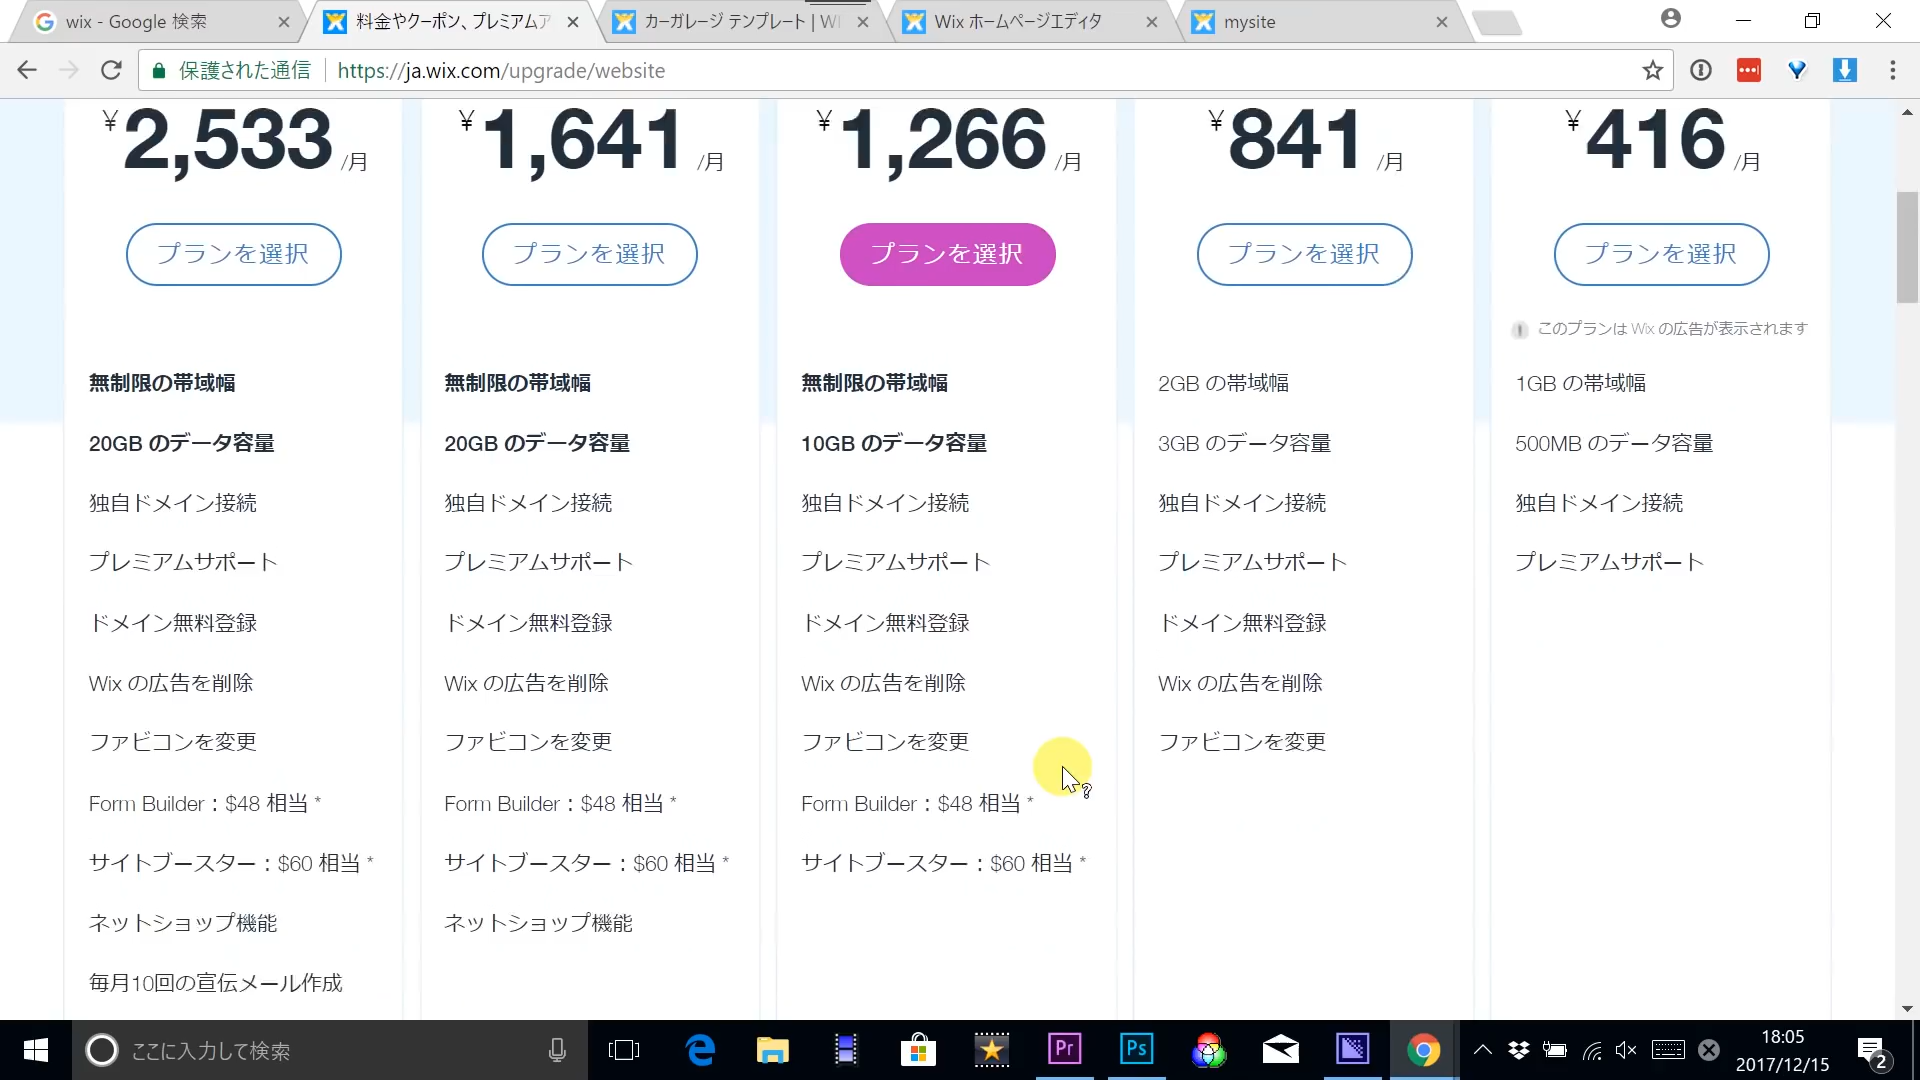 wix - Google 検索
料金やクーポン、プレミアムア
カーガレージ テンプレート | WI
Wix ホームページエディタ
mysite
保護された通信
https://ja.wix.com/upgrade/website
¥2,533 /月
¥1,641 /月
¥1,266 /月
¥841 /月
¥416 /月
プランを選択
プランを選択
プランを選択
プランを選択
プランを選択
このプランは Wix の広告が表示されます
無制限の帯域幅
無制限の帯域幅
無制限の帯域幅
2GB の帯域幅
1GB の帯域幅
20GB のデータ容量
20GB のデータ容量
10GB のデータ容量
3GB のデータ容量
500MB のデータ容量
独自ドメイン接続
独自ドメイン接続
独自ドメイン接続
独自ドメイン接続
独自ドメイン接続
プレミアムサポート
プレミアムサポート
プレミアムサポート
プレミアムサポート
プレミアムサポート
ドメイン無料登録
ドメイン無料登録
ドメイン無料登録
ドメイン無料登録
Wix の広告を削除
Wix の広告を削除
Wix の広告を削除
Wix の広告を削除
ファビコンを変更
ファビコンを変更
ファビコンを変更
ファビコンを変更
Form Builder：$48 相当 *
Form Builder：$48 相当 *
Form Builder：$48 相当 *
サイトブースター：$60 相当 *
サイトブースター：$60 相当 *
サイトブースター：$60 相当 *
ネットショップ機能
ネットショップ機能
毎月10回の宣伝メール作成
ここに入力して検索
Pr
Ps
18:05
2017/12/15
2